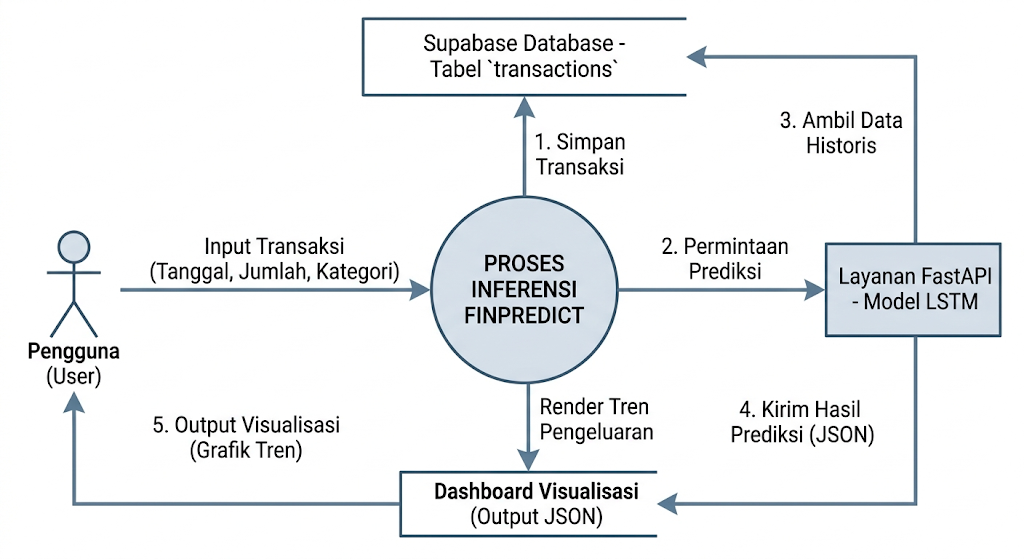 Supabase Database -
Tabel `transactions`
1. Simpan
Transaksi
3. Ambil Data
Historis
Input Transaksi
(Tanggal, Jumlah, Kategori)
PROSES
INFERENSI
FINPREDICT
2. Permintaan
Prediksi
Layanan FastAPI
- Model LSTM
Pengguna
(User)
5. Output Visualisasi
(Grafik Tren)
Render Tren
Pengeluaran
4. Kirim Hasil
Prediksi (JSON)
Dashboard Visualisasi
(Output JSON)